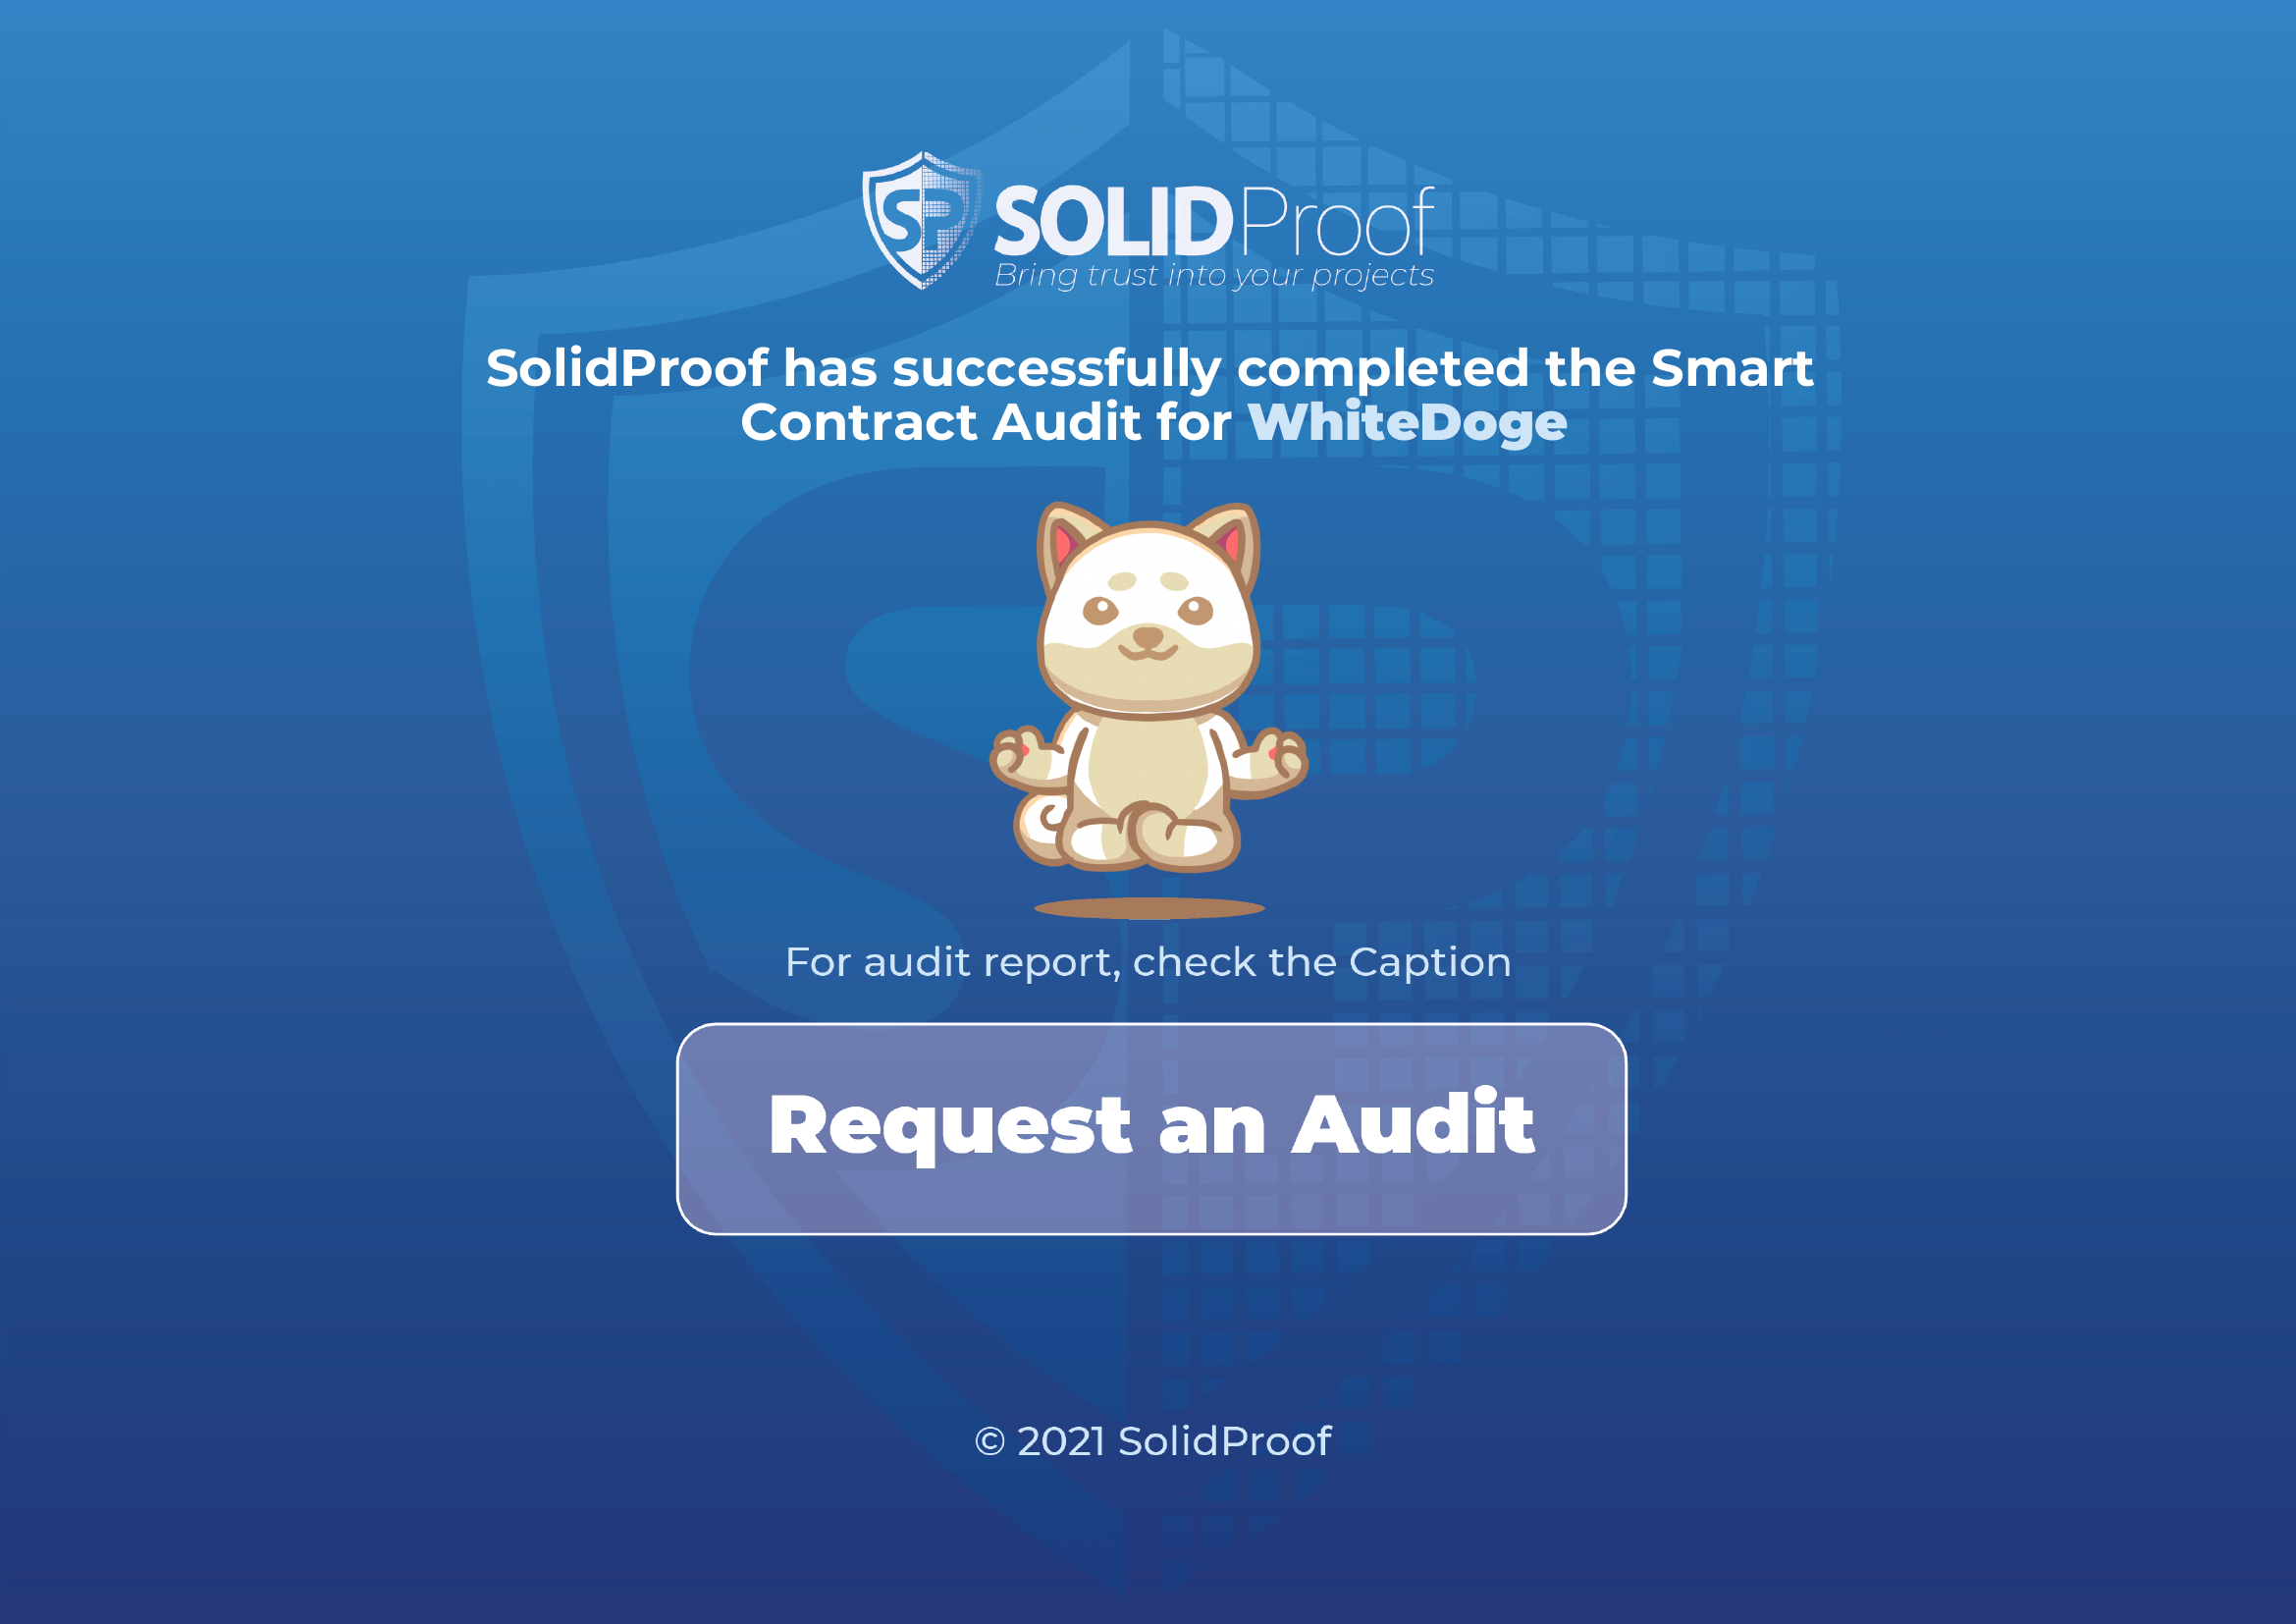 SP SOLIDProof
Bring trust into your projects
SolidProof has successfully completed the Smart
Contract Audit for WhiteDoge
For audit report, check the Caption
Request an Audit
© 2021 SolidProof